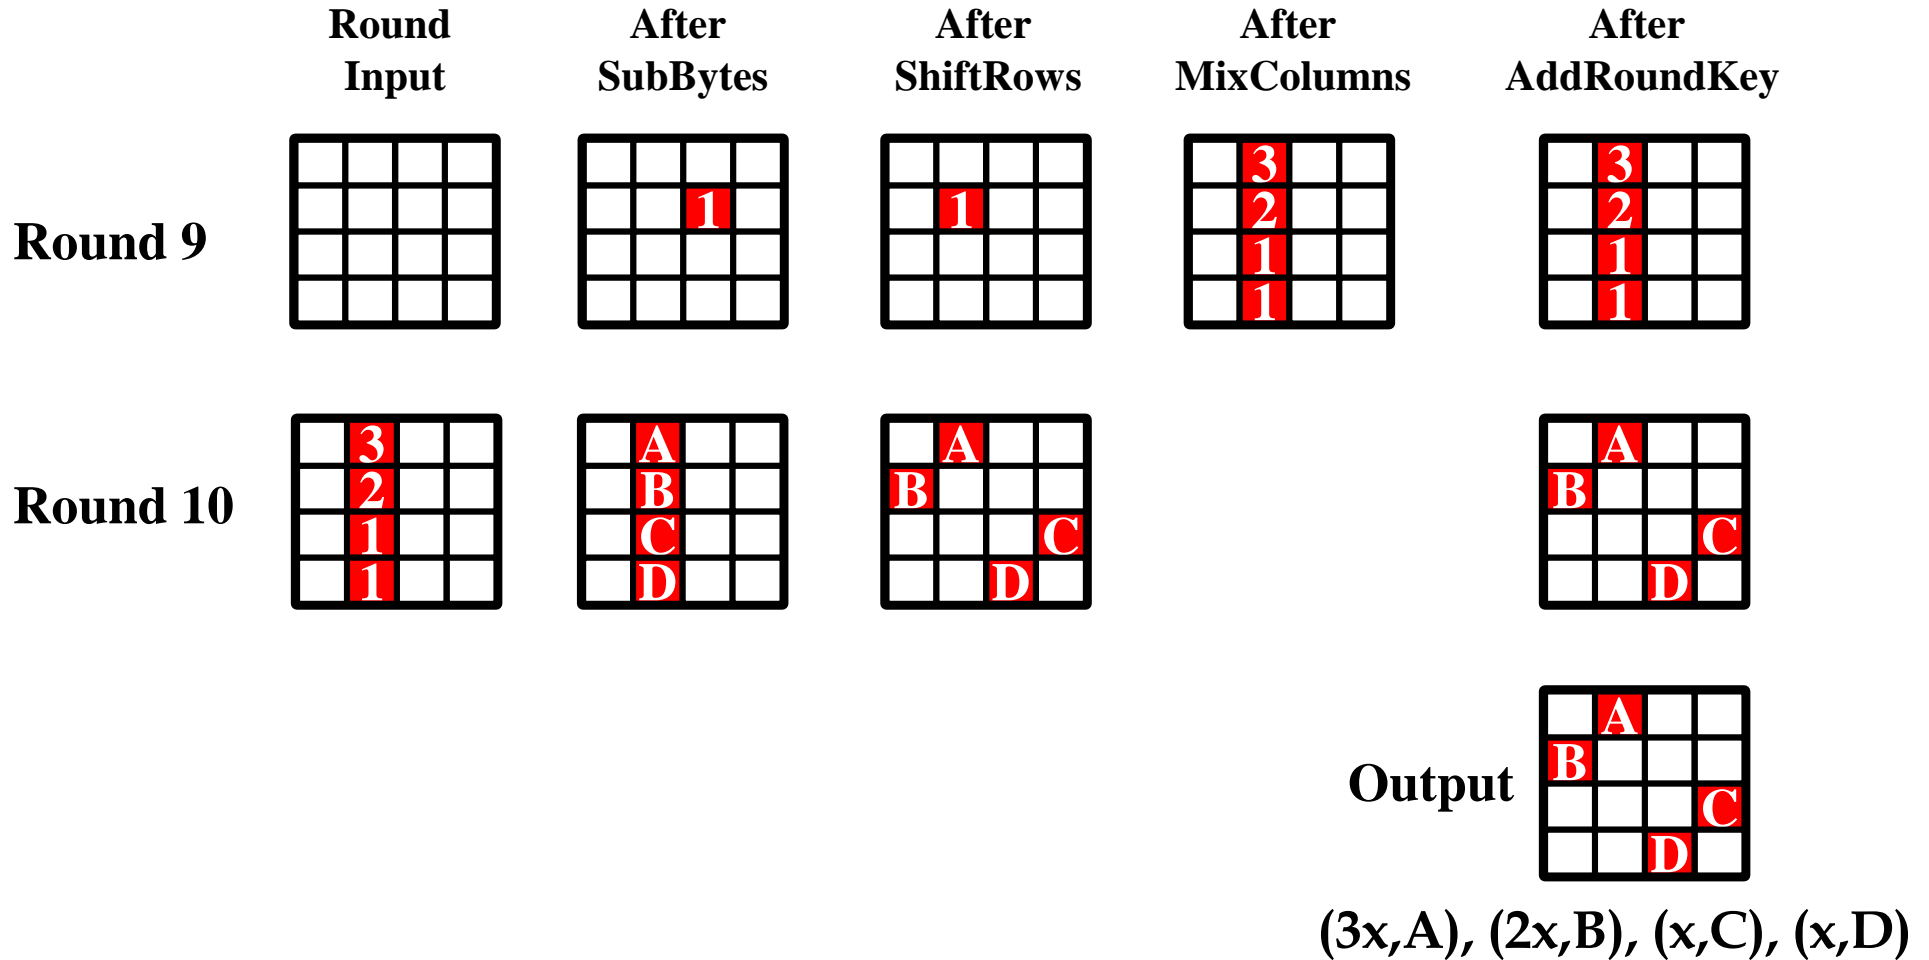 Round Input
After SubBytes
After ShiftRows
After MixColumns
After AddRoundKey
Round 9
1
1
3
2
1
1
3
2
1
1
Round 10
3
2
1
1
A
B
C
D
A
B
C
D
A
B
C
D
Output
A
B
C
D
(3x,A), (2x,B), (x,C), (x,D)